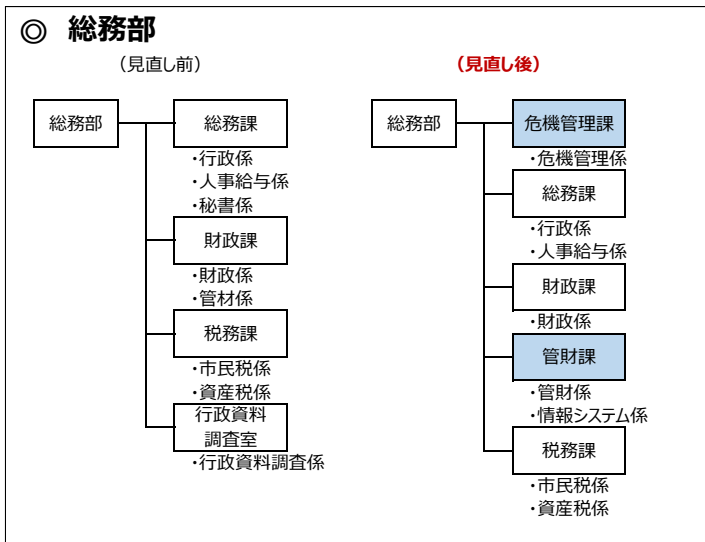 ◎ 総務部
（見直し前）
総務部
総務課
・行政係
・人事給与係
・秘書係
財政課
・財政係
・管材係
税務課
・市民税係
・資産税係
行政資料
調査室
・行政資料調査係
（見直し後）
総務部
危機管理課
・危機管理係
総務課
・行政係
・人事給与係
財政課
・財政係
管財課
・管財係
・情報システム係
税務課
・市民税係
・資産税係